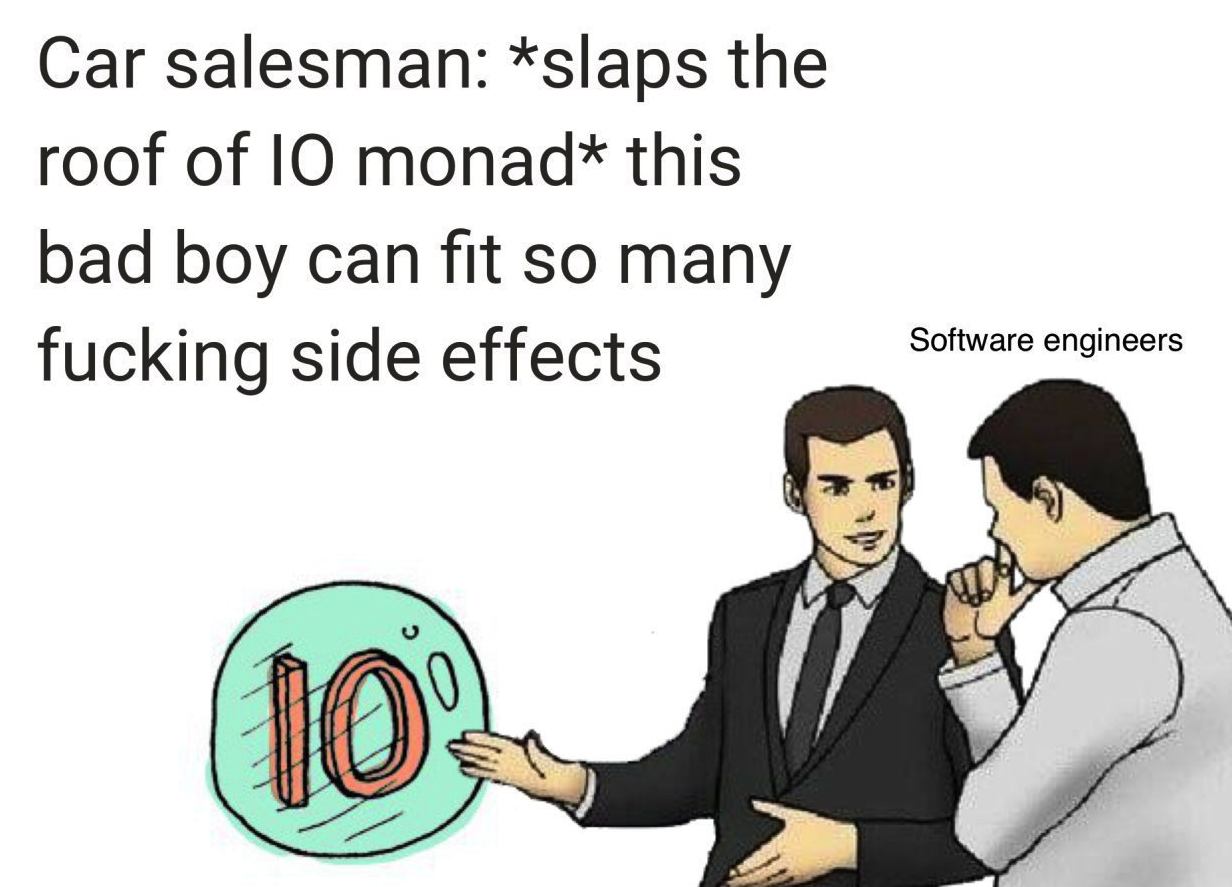 Car salesman: *slaps the
roof of IO monad* this
bad boy can fit so many
fucking side effects
Software engineers
IO